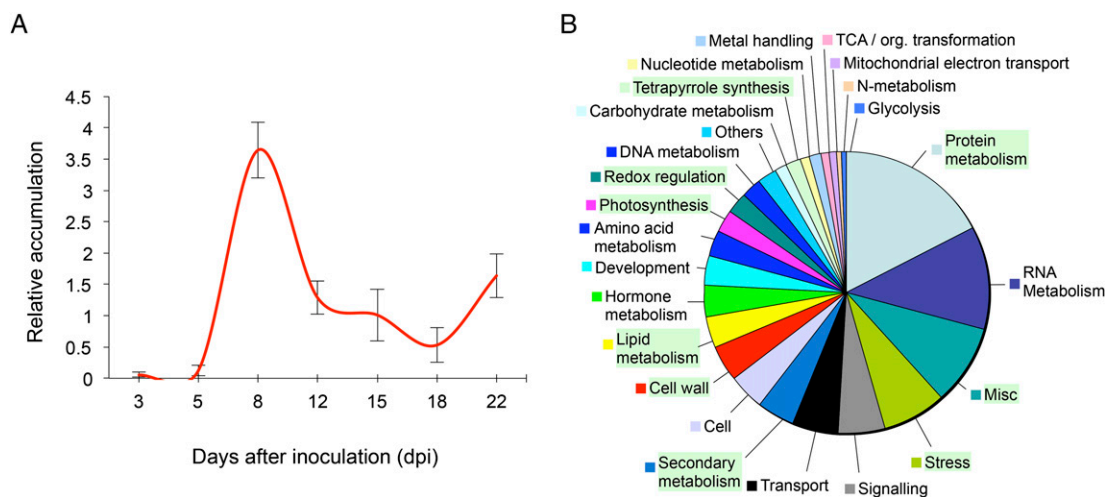 A
Relative accumulation
4.5
4
3.5
3
2.5
2
1.5
1
0.5
0
3 5 8 12 15 18 22
Days after inoculation (dpi)
B
Metal handling
TCA / org. transformation
Nucleotide metabolism
Mitochondrial electron transport
Tetrapyrrole synthesis
N-metabolism
Carbohydrate metabolism
Glycolysis
Others
Protein
metabolism
DNA metabolism
Redox regulation
Photosynthesis
Amino acid
metabolism
Development
RNA
Metabolism
Hormone
metabolism
Lipid
metabolism
Cell wall
Misc
Cell
Secondary
metabolism
Stress
Transport
Signalling